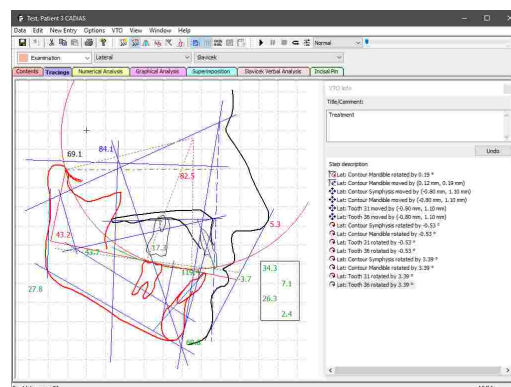 Test, Patient 3 CADIAS
Data Edit New Entry Options VTO View Window Help
Normal
Examination Lateral Slavicek
Contents Tracings Numerical Analysis Graphical Analysis Superimposition Slavicek Verbal Analysis Incisal Pin
VTO Info
Title/Comment:
Treatment
Undo
Step description
Lat: Contour Mandible rotated by 0.19 °
Lat: Contour Mandible moved by (0.12 mm, 0.19 mm)
Lat: Contour Symphysis moved by (-0.80 mm, 1.10 mm)
Lat: Contour Mandible moved by (-0.80 mm, 1.10 mm)
Lat: Tooth 31 moved by (-0.80 mm, 1.10 mm)
Lat: Tooth 36 moved by (-0.80 mm, 1.10 mm)
Lat: Contour Symphysis rotated by -0.53 °
Lat: Contour Mandible rotated by -0.53 °
Lat: Tooth 31 rotated by -0.53 °
Lat: Tooth 36 rotated by -0.53 °
Lat: Contour Symphysis rotated by 3.39 °
Lat: Contour Mandible rotated by 3.39 °
Lat: Tooth 31 rotated by 3.39 °
Lat: Tooth 36 rotated by 3.39 °
84.1
69.1
82.5
5.3
43.2
17.3
-3.7
34.3
7.1
27.8
26.3
2.4